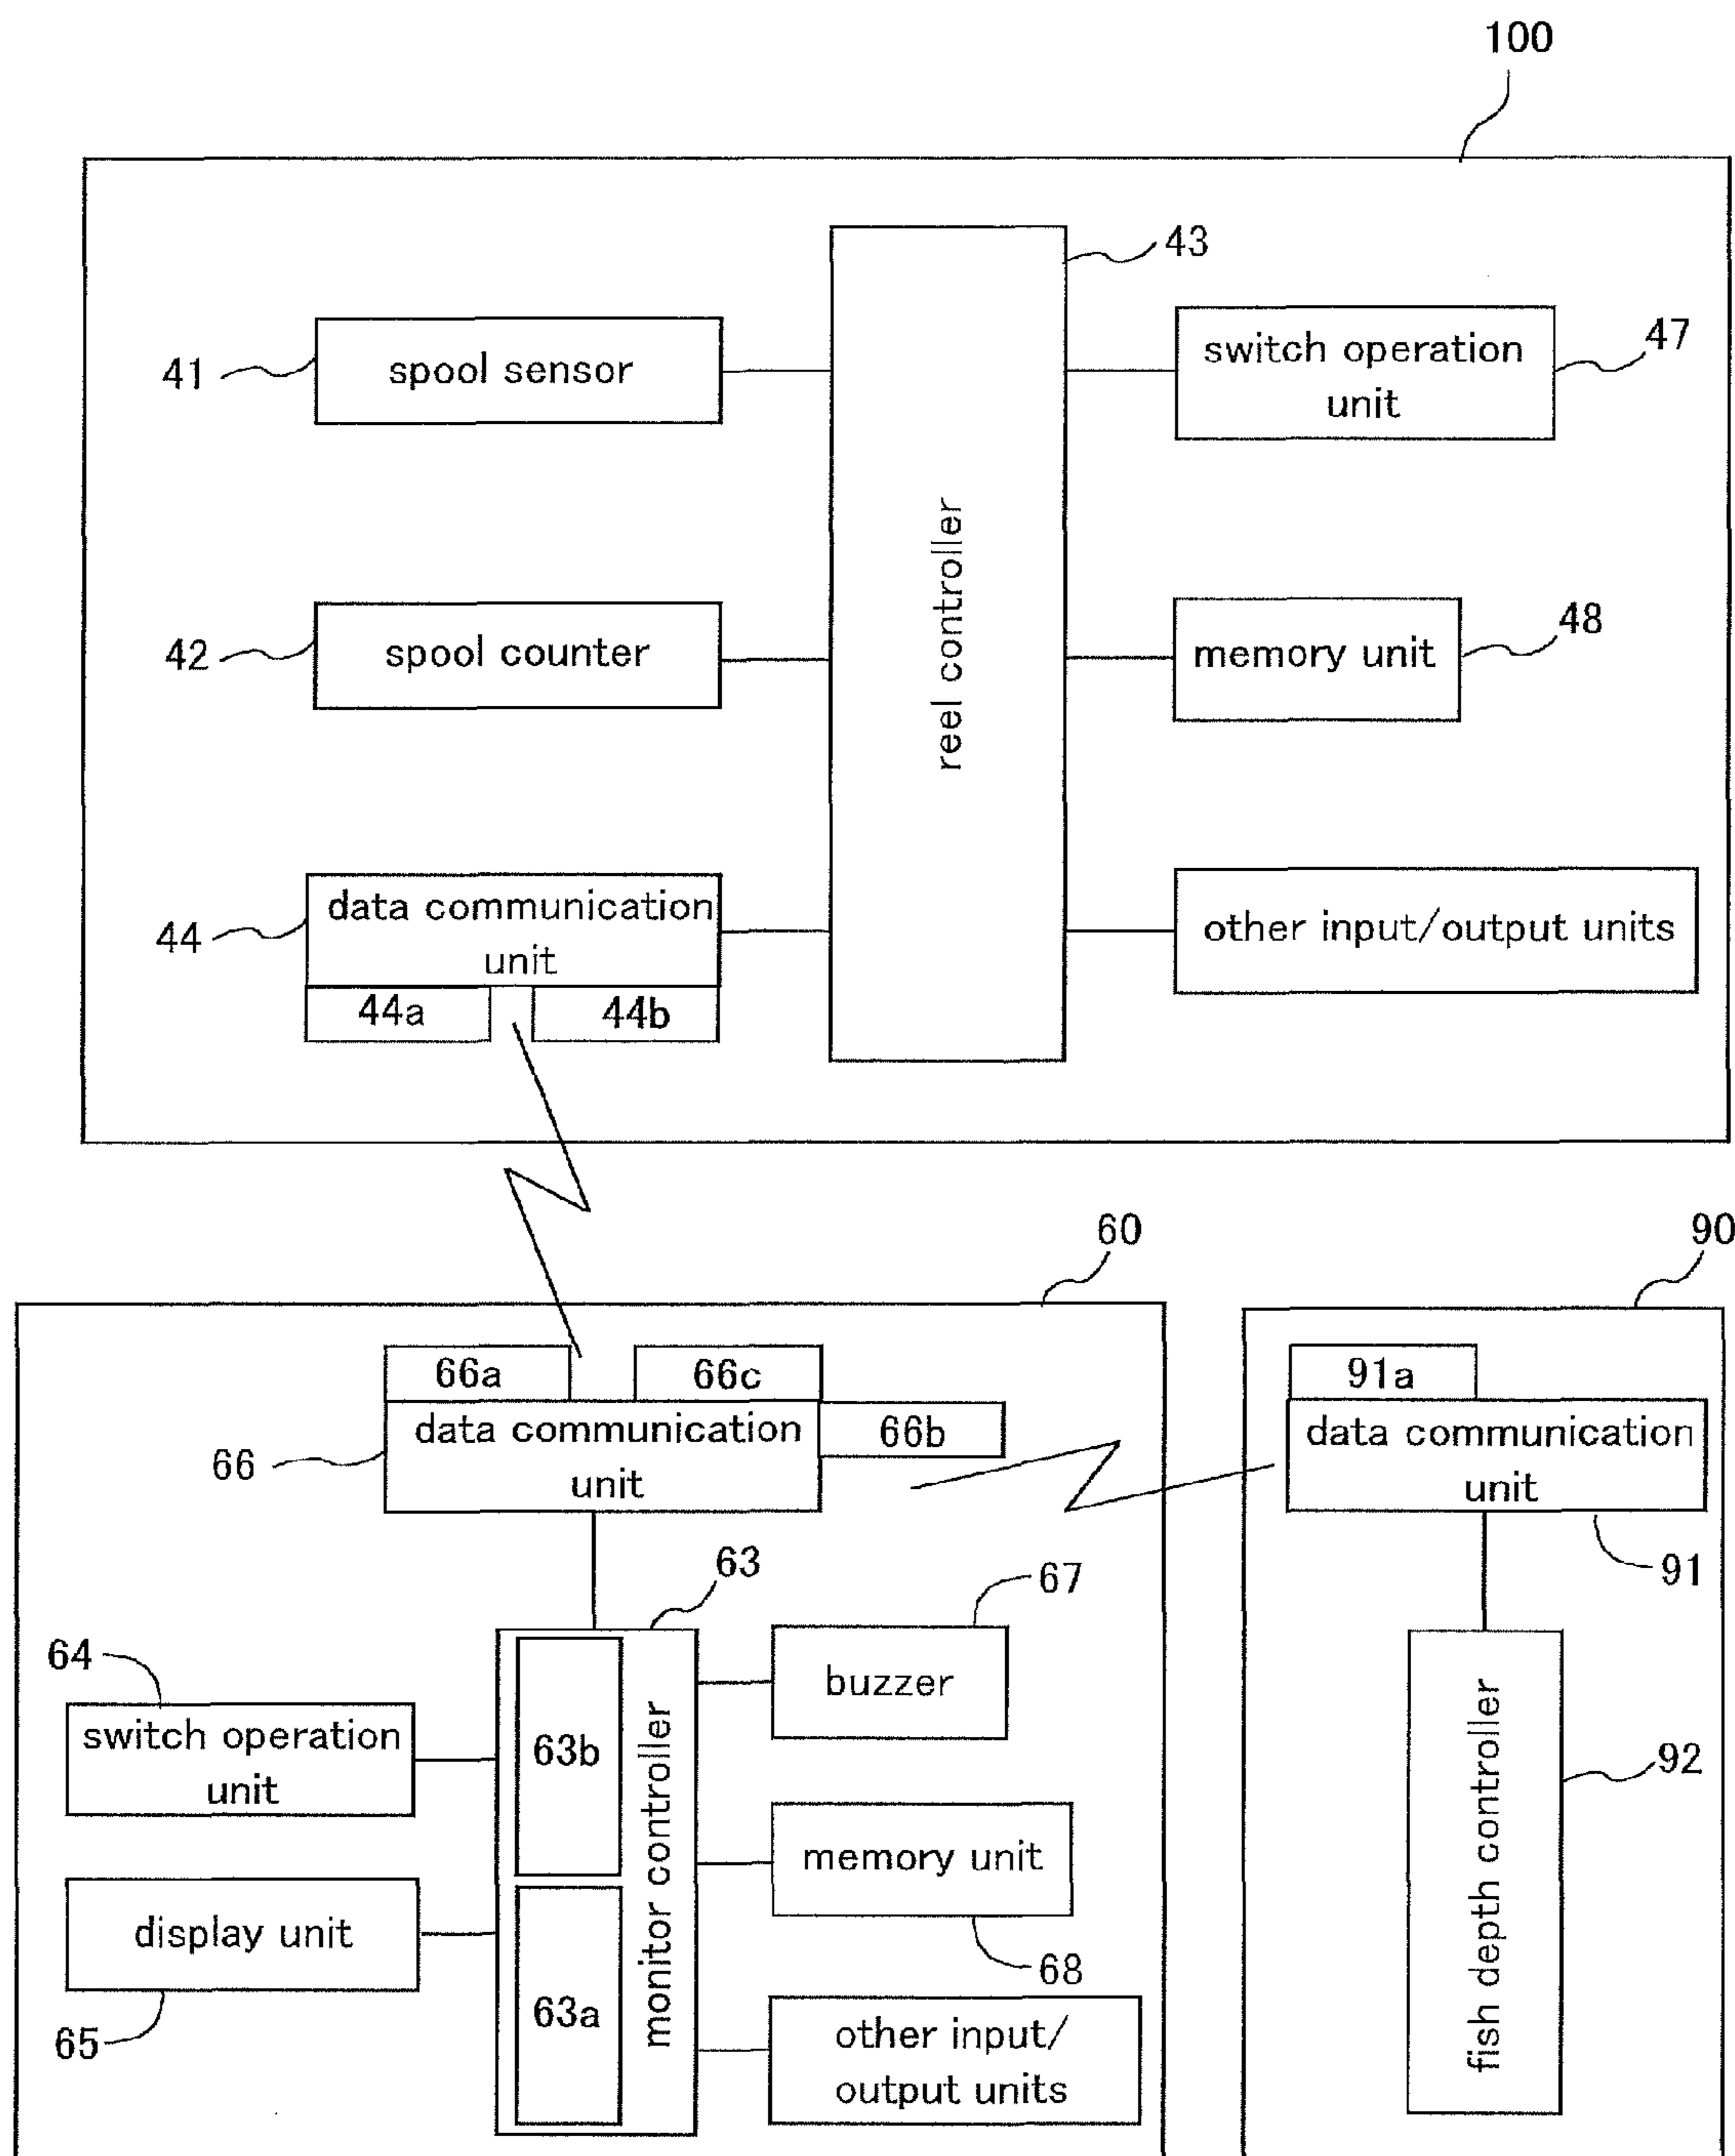 100
43
41
spool sensor
switch operation
unit
47
reel controller
42
spool counter
memory unit
48
44
data communication
unit
44a
44b
other input/output units
60
90
66a
66c
66
data communication
unit
66b
91a
data communication
unit
91
63
67
64
switch operation
unit
63b
monitor controller
buzzer
fish depth controller
92
memory unit
68
display unit
65
63a
other input/
output units